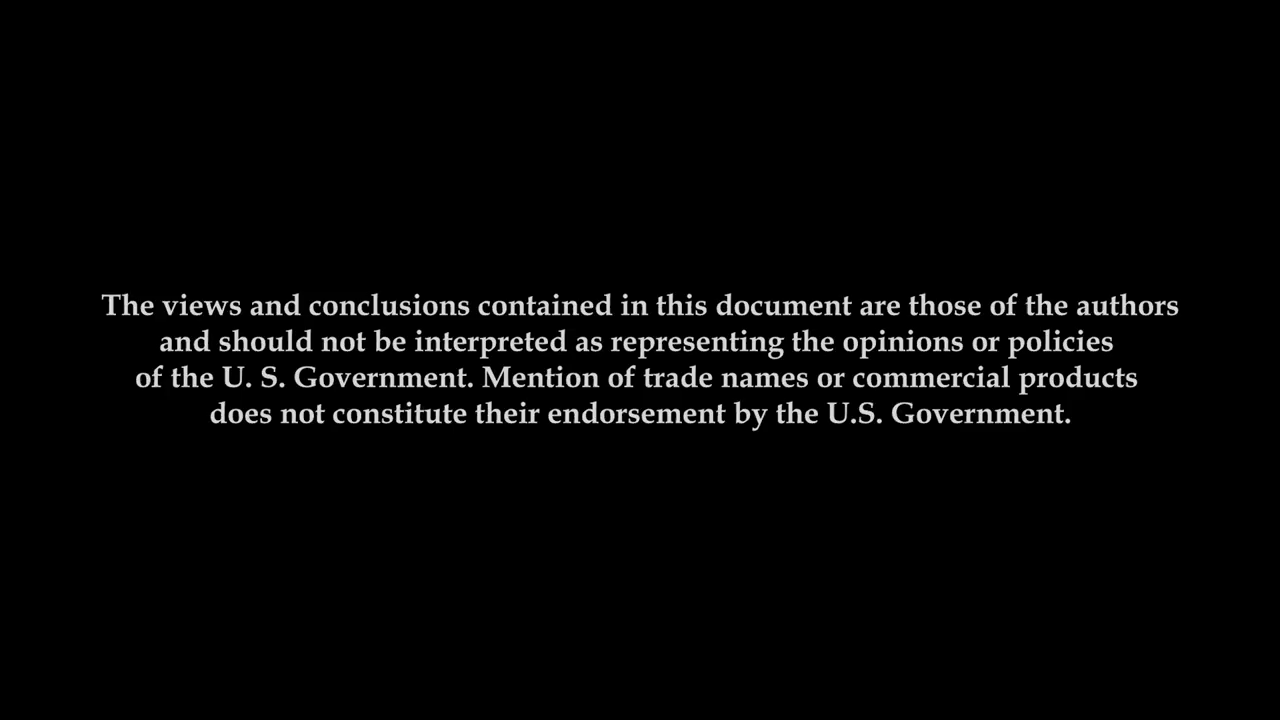 The views and conclusions contained in this document are those of the authors
and should not be interpreted as representing the opinions or policies
of the U. S. Government. Mention of trade names or commercial products
does not constitute their endorsement by the U.S. Government.